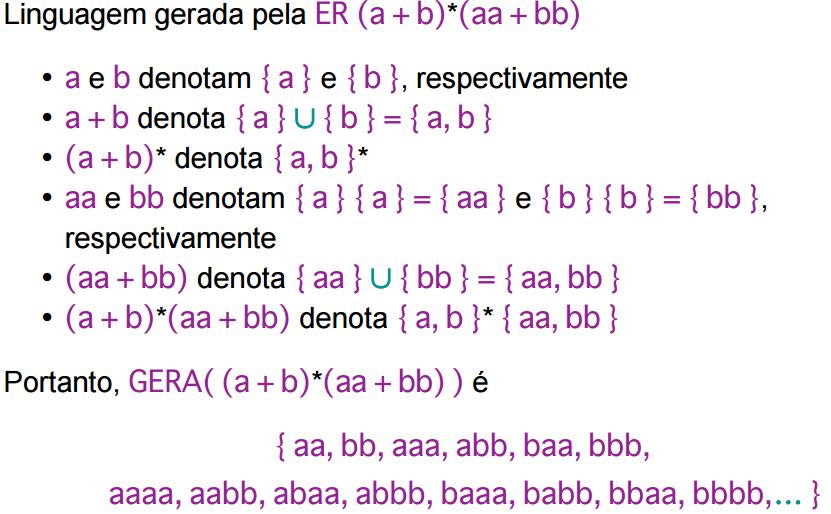 Linguagem gerada pela ER (a + b)*(aa + bb)
• a e b denotam { a } e { b }, respectivamente
• a + b denota { a } ∪ { b } = { a, b }
• (a + b)* denota { a, b }*
• aa e bb denotam { a } { a } = { aa } e { b } { b } = { bb },
respectivamente
• (aa + bb) denota { aa } ∪ { bb } = { aa, bb }
• (a + b)*(aa + bb) denota { a, b }* { aa, bb }
Portanto, GERA( (a + b)*(aa + bb) ) é
{ aa, bb, aaa, abb, baa, bbb,
aaaa, aabb, abaa, abbb, baaa, babb, bbaa, bbbb,... }